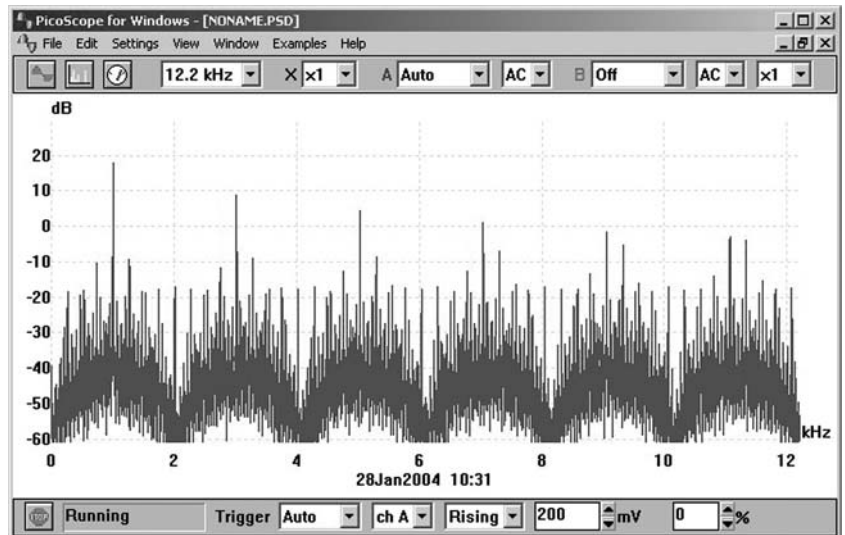 PicoScope for Windows - [NONAME.PSD]
File Edit Settings View Window Examples Help
12.2 kHz X x1 A Auto AC B Off AC x1
dB
20
10
0
-10
-20
-30
-40
-50
-60
kHz
0 2 4 6 8 10 12
28Jan2004 10:31
STOP Running Trigger Auto ch A Rising 200 mV 0 %